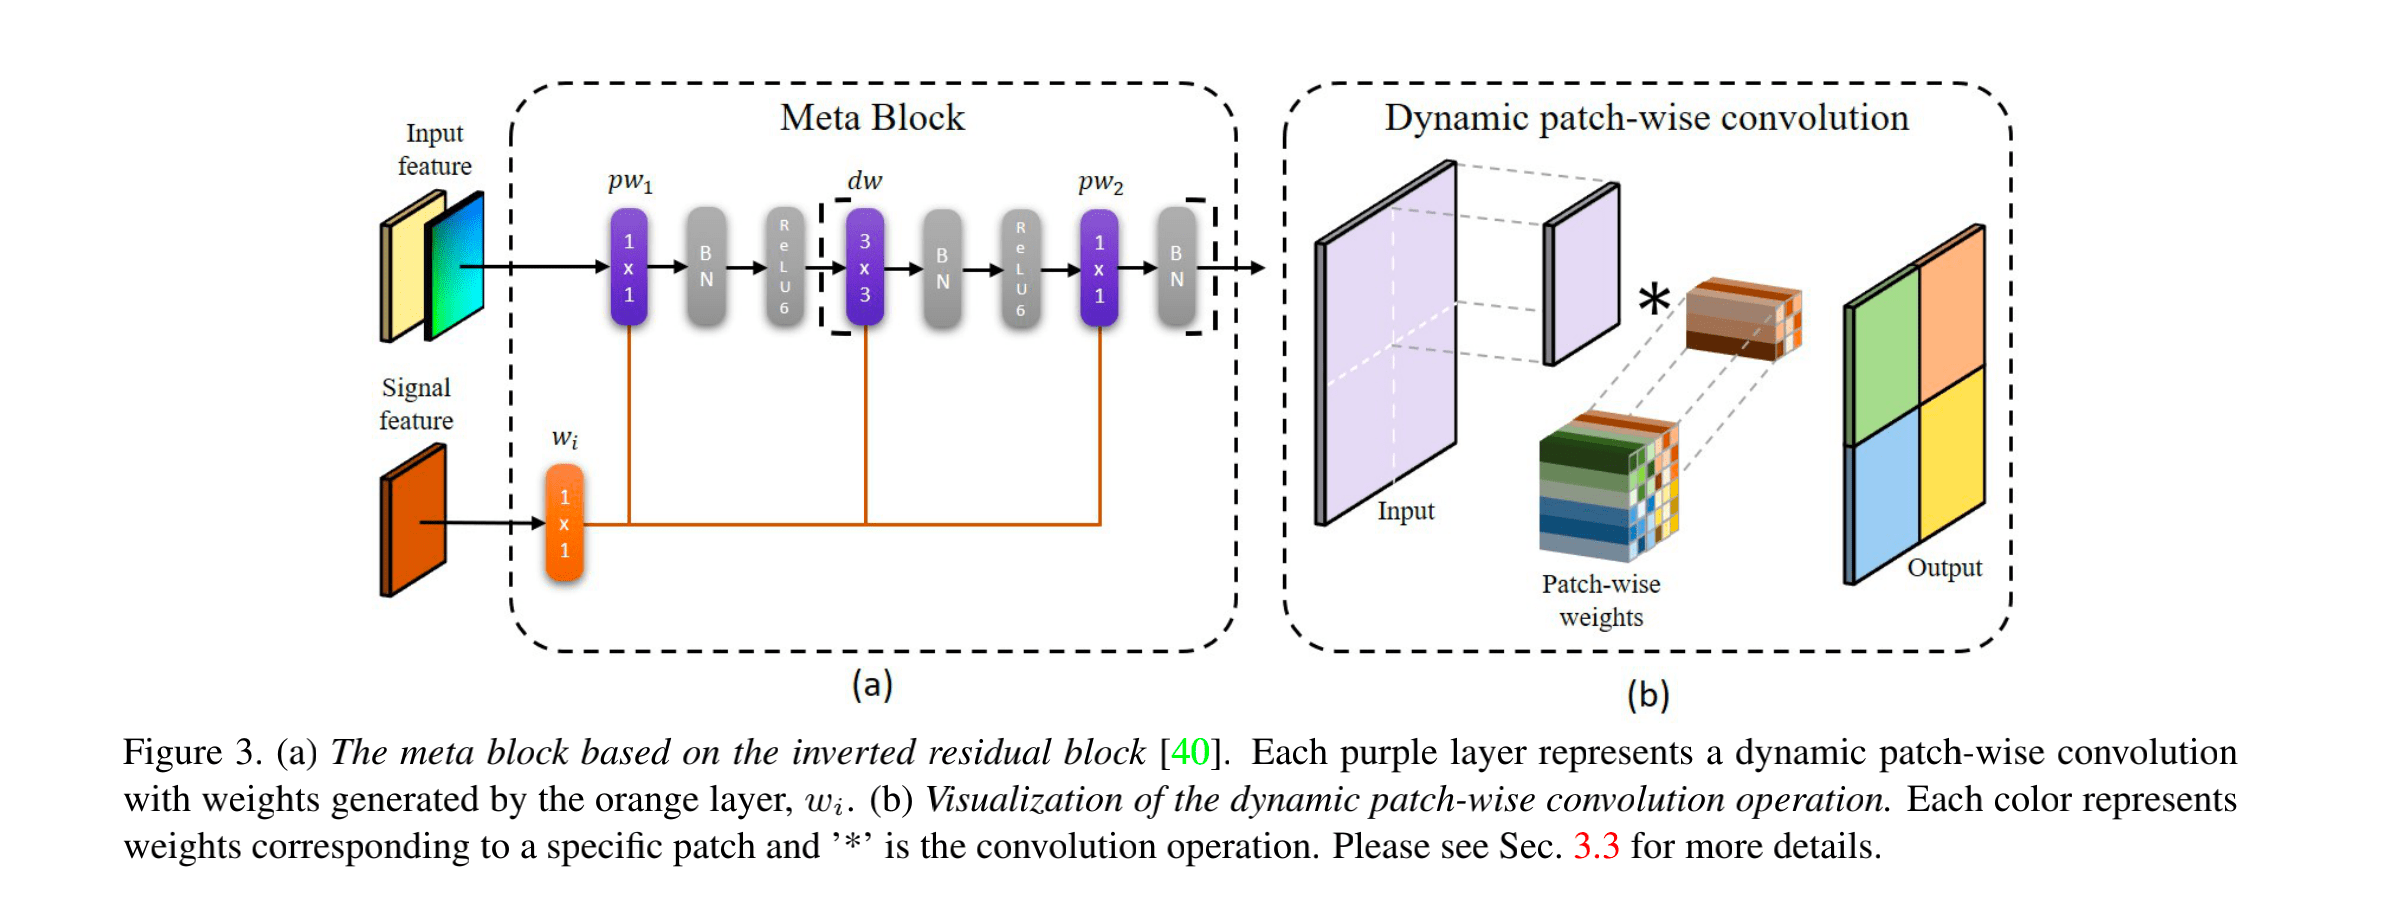 Meta Block
Dynamic patch-wise convolution
Input
feature
pw₁
dw
pw₂
1
x
1
B
N
R
e
L
U
6
3
x
3
B
N
R
e
L
U
6
1
x
1
B
N
Signal
feature
wᵢ
1
x
1
*
Input
Patch-wise
weights
Output
(a)
(b)
Figure 3. (a) The meta block based on the inverted residual block [40]. Each purple layer represents a dynamic patch-wise convolution
with weights generated by the orange layer, wᵢ. (b) Visualization of the dynamic patch-wise convolution operation. Each color represents
weights corresponding to a specific patch and ’*’ is the convolution operation. Please see Sec. 3.3 for more details.